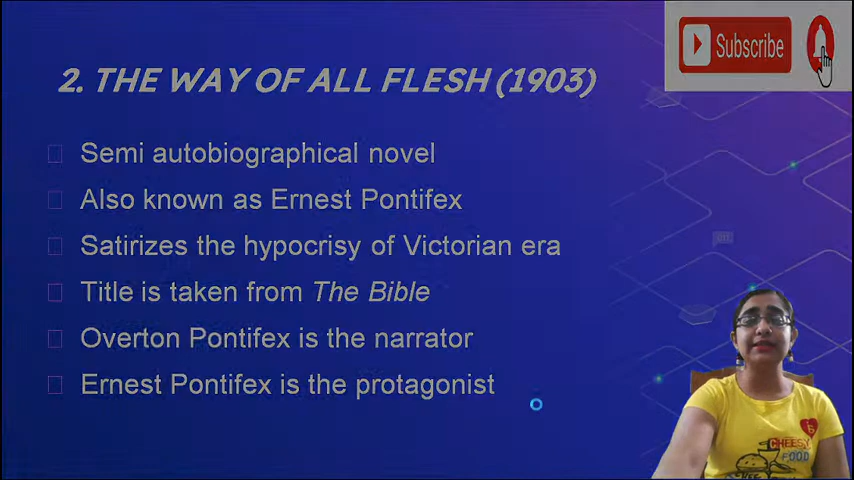 Subscribe
2. THE WAY OF ALL FLESH (1903)
Semi autobiographical novel
Also known as Ernest Pontifex
Satirizes the hypocrisy of Victorian era
Title is taken from The Bible
Overton Pontifex is the narrator
Ernest Pontifex is the protagonist
CHEESY
FOOD